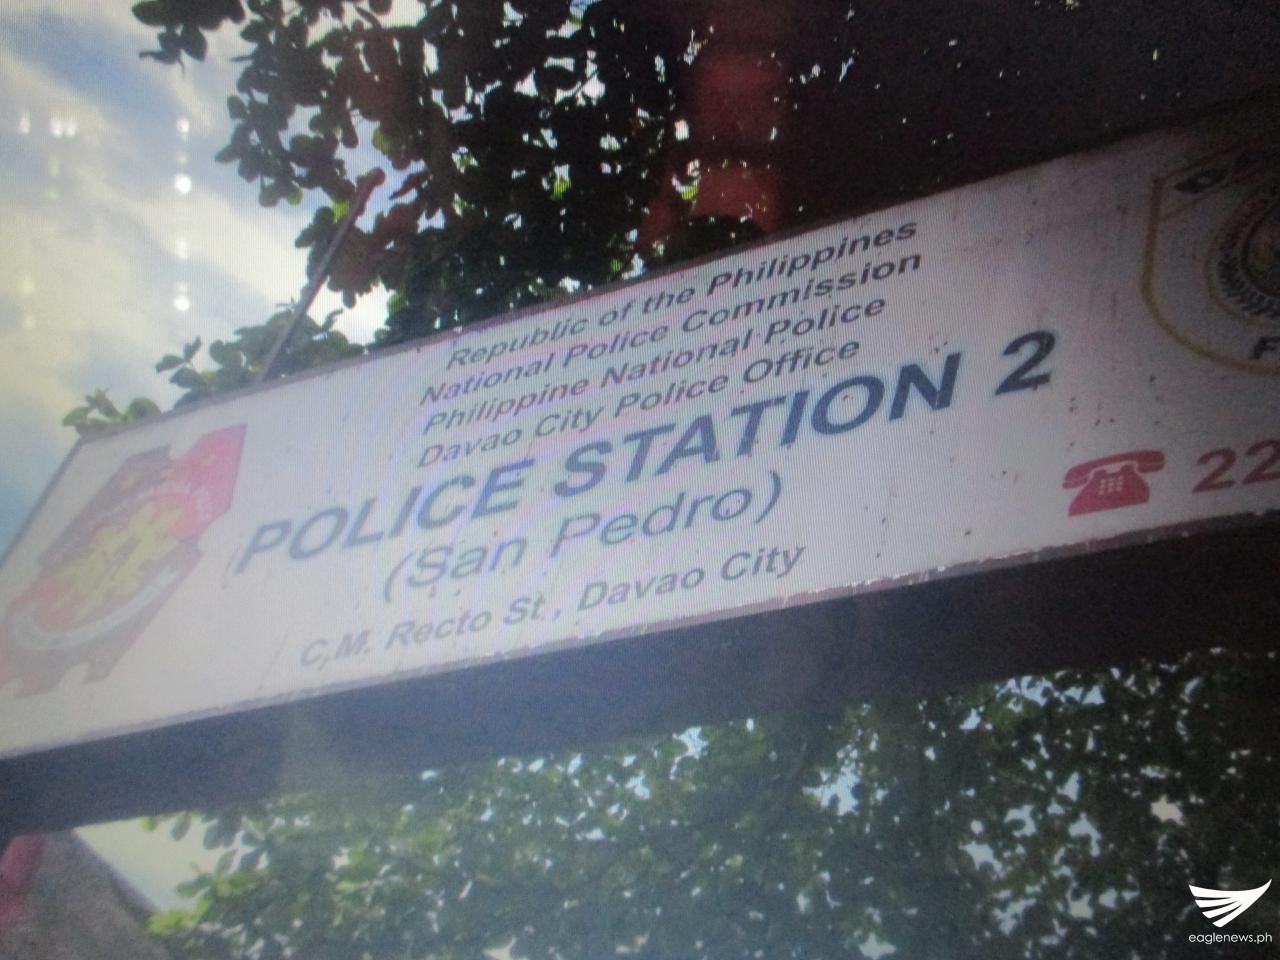 Republic of the Philippines
National Police Commission
Philippine National Police
Davao City Police Office
POLICE STATION 2
(San Pedro)
C.M. Recto St., Davao City
22
eaglenews.ph